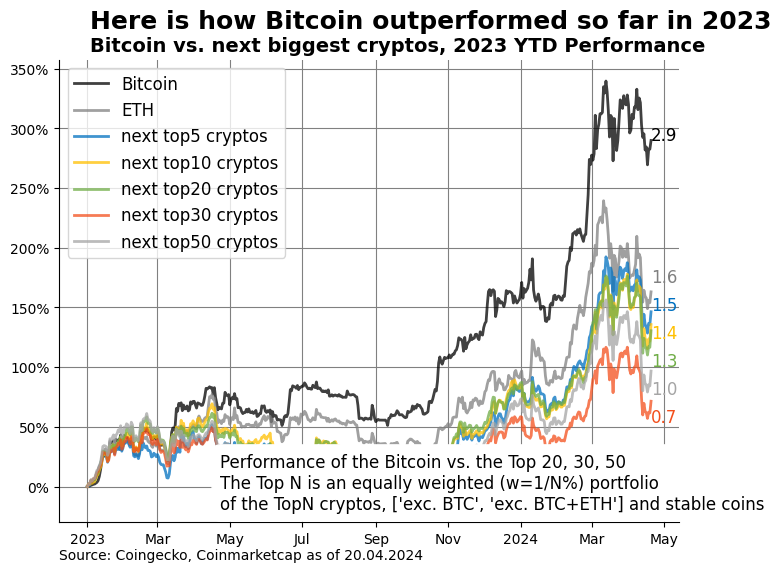 Here is how Bitcoin outperformed so far in 2023
Bitcoin vs. next biggest cryptos, 2023 YTD Performance
350%
300%
250%
200%
150%
100%
50%
0%
Bitcoin
ETH
next top5 cryptos
next top10 cryptos
next top20 cryptos
next top30 cryptos
next top50 cryptos
2.9
1.6
1.5
1.4
1.3
1.0
0.7
Performance of the Bitcoin vs. the Top 20, 30, 50
The Top N is an equally weighted (w=1/N%) portfolio
of the TopN cryptos, ['exc. BTC', 'exc. BTC+ETH'] and stable coins
2023 Mar May Jul Sep Nov 2024 Mar May
Source: Coingecko, Coinmarketcap as of 20.04.2024